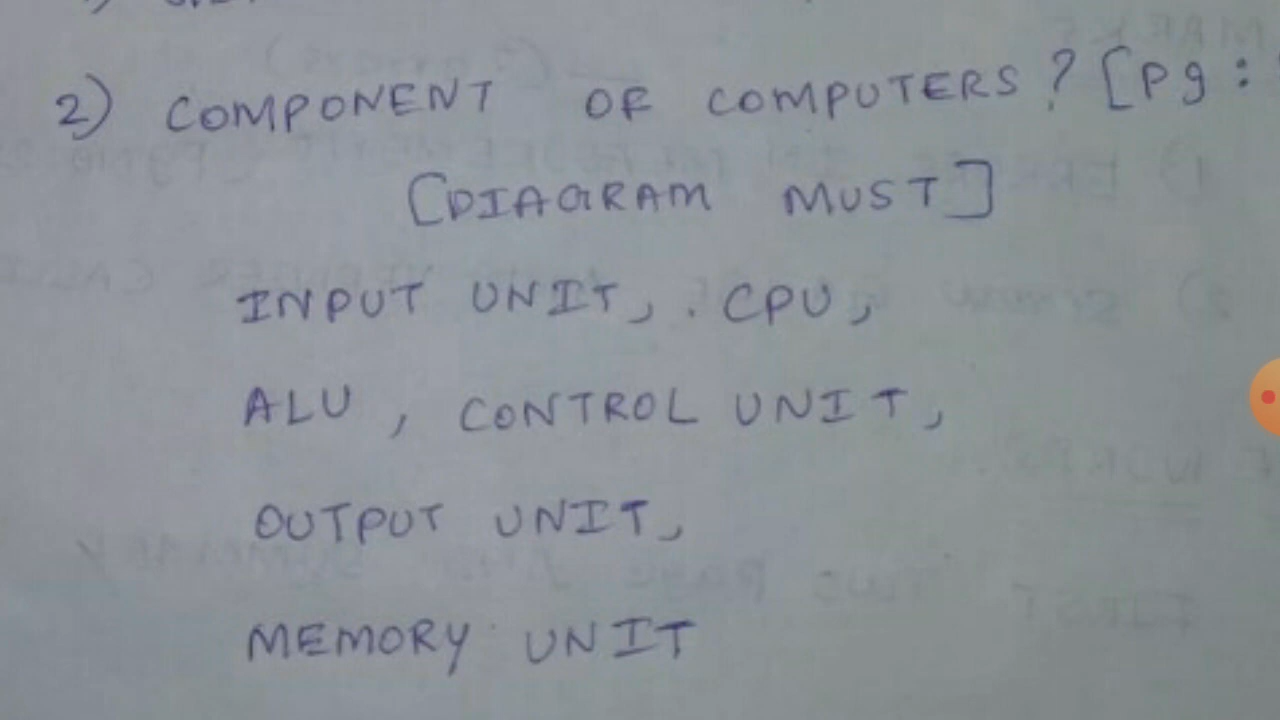 2) COMPONENT OF COMPUTERS? [Pg:
[DIAGRAM MUST]
INPUT UNIT, . CPU,
ALU, CONTROL UNIT,
OUTPUT UNIT,
MEMORY UNIT